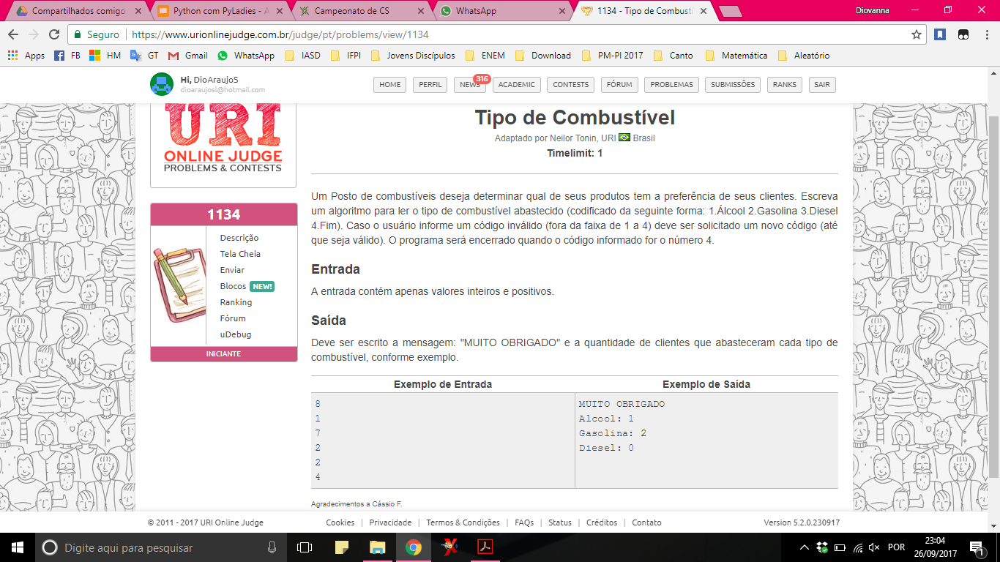 Compartilhados comigo
Python com PyLadies - A
Campeonato de CS
WhatsApp
1134 - Tipo de Combustí
Diovanna
Seguro
https://www.urionlinejudge.com.br/judge/pt/problems/view/1134
Apps FB HM GT Gmail WhatsApp IASD IFPI Jovens Discípulos ENEM Download PM-PI 2017 Canto Matemática Aleatório
Hi, DioAraujoS
dioaraujosl@hotmail.com
316
HOME PERFIL NEWS ACADEMIC CONTESTS FÓRUM PROBLEMAS SUBMISSÕES RANKS SAIR
URI
ONLINE JUDGE
PROBLEMS & CONTESTS
1134
Descrição
Tela Cheia
Enviar
Blocos NEW!
Ranking
Fórum
uDebug
INICIANTE
Tipo de Combustível
Adaptado por Neilor Tonin, URI Brasil
Timelimit: 1
Um Posto de combustíveis deseja determinar qual de seus produtos tem a preferência de seus clientes. Escreva
um algoritmo para ler o tipo de combustível abastecido (codificado da seguinte forma: 1.Álcool 2.Gasolina 3.Diesel
4.Fim). Caso o usuário informe um código inválido (fora da faixa de 1 a 4) deve ser solicitado um novo código (até
que seja válido). O programa será encerrado quando o código informado for o número 4.
Entrada
A entrada contém apenas valores inteiros e positivos.
Saída
Deve ser escrito a mensagem: "MUITO OBRIGADO" e a quantidade de clientes que abasteceram cada tipo de
combustível, conforme exemplo.
Exemplo de Entrada
8
1
7
2
2
4
Exemplo de Saída
MUITO OBRIGADO
Alcool: 1
Gasolina: 2
Diesel: 0
Agradecimentos a Cássio F.
© 2011 - 2017 URI Online Judge
Cookies | Privacidade | Termos & Condições | FAQs | Status | Créditos | Contato
Version 5.2.0.230917
Digite aqui para pesquisar
POR
23:04
26/09/2017
1